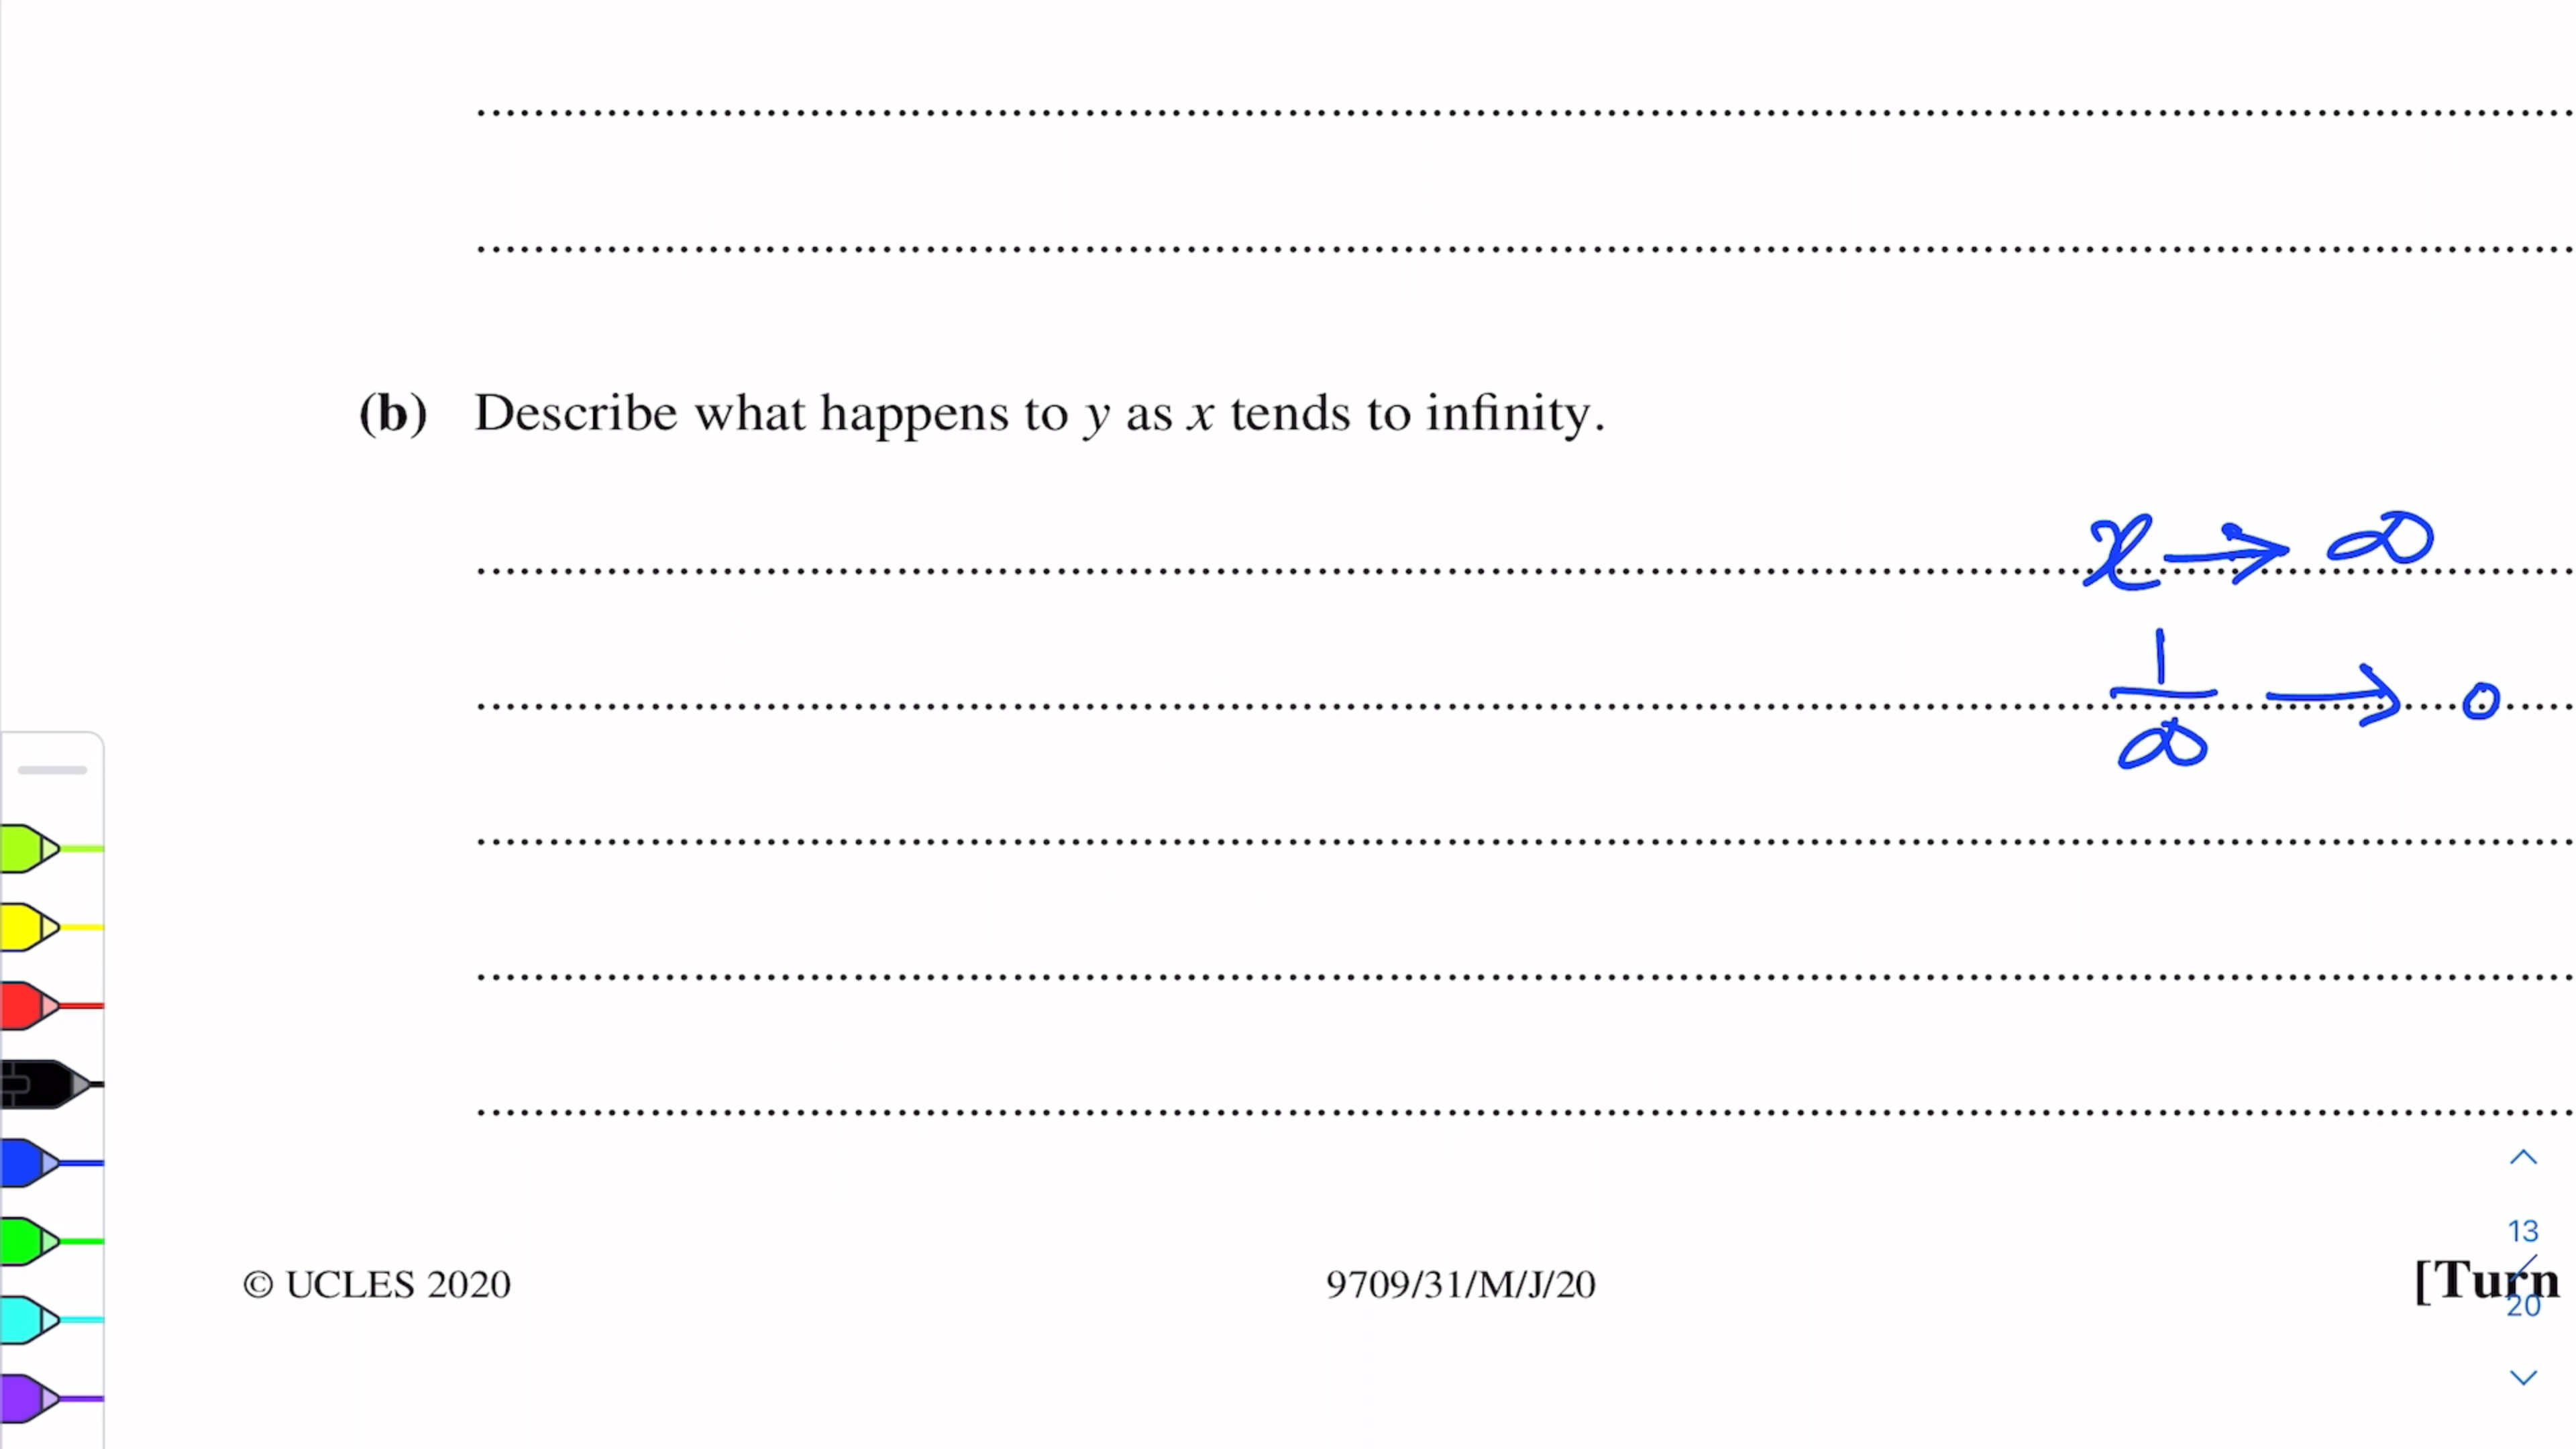 (b) Describe what happens to y as x tends to infinity.
x → ∞
1/∞ → 0
13
© UCLES 2020 9709/31/M/J/20 [Turn
20